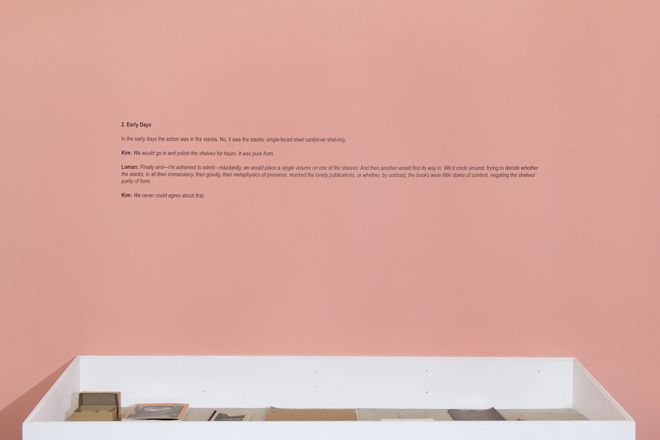 2. Early Days
In the early days the action was in the stacks. No, it was the stacks: single-faced steel cantilever shelving.
Kim: We would go in and polish the shelves for hours. It was pure form.
Loman: Finally and—I'm ashamed to admit—reluctantly, we would place a single volume on one of the shelves. And then another would find its way in. We'd circle around, trying to decide whether
the stacks, in all their immaculacy, their gravity, their metaphysics of presence, mocked the lonely publications, or whether, by contrast, the books were little stains of content, negating the shelves'
purity of form.
Kim: We never could agree about that.